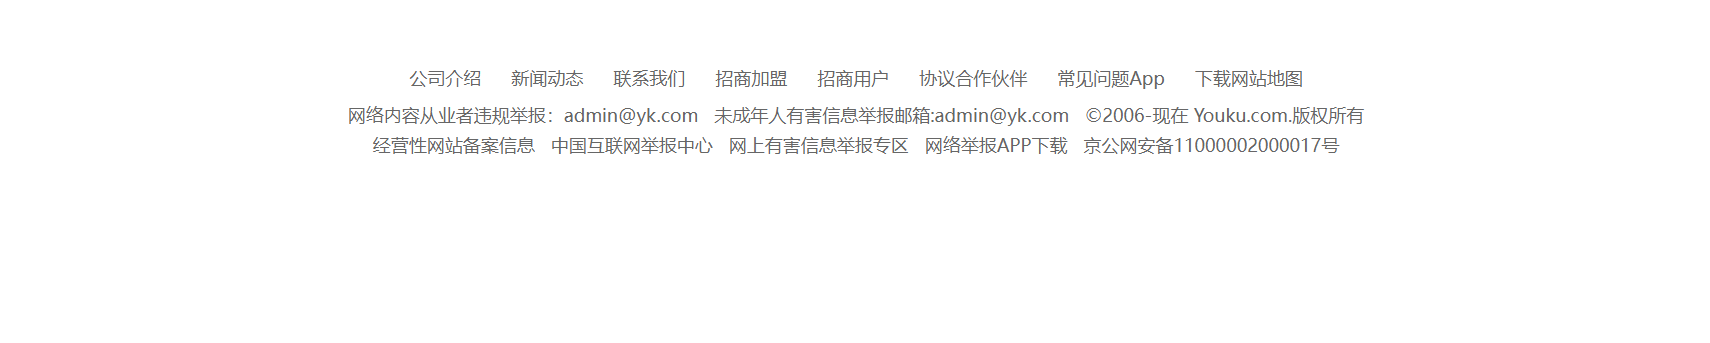 公司介绍 新闻动态 联系我们 招商加盟 招商用户 协议合作伙伴 常见问题App 下载网站地图
网络内容从业者违规举报：admin@yk.com 未成年人有害信息举报邮箱:admin@yk.com ©2006-现在 Youku.com.版权所有
经营性网站备案信息 中国互联网举报中心 网上有害信息举报专区 网络举报APP下载 京公网安备11000002000017号